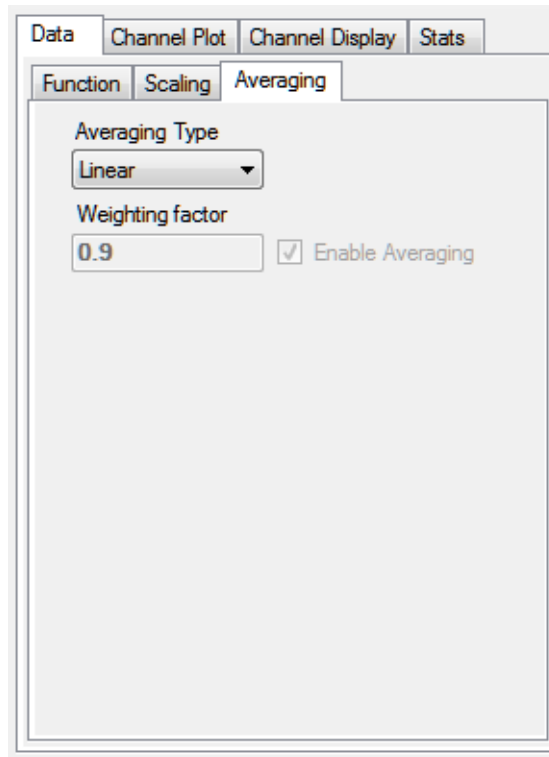 Data Channel Plot Channel Display Stats
Function Scaling Averaging
Averaging Type
Linear
Weighting factor
0.9 Enable Averaging